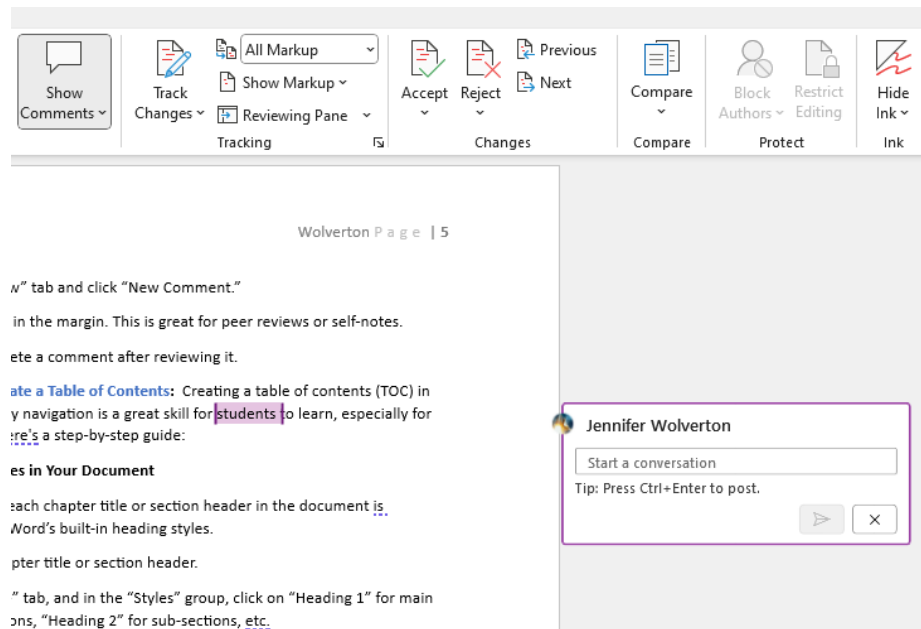 Show
Comments
Track
Changes
All Markup
Show Markup
Reviewing Pane
Tracking
Accept
Reject
Previous
Next
Changes
Compare
Compare
Block
Authors
Restrict
Editing
Protect
Hide
Ink
Ink
Wolverton Page | 5
w” tab and click “New Comment.”
in the margin. This is great for peer reviews or self-notes.
ete a comment after reviewing it.
ate a Table of Contents: Creating a table of contents (TOC) in
y navigation is a great skill for students to learn, especially for
ere's a step-by-step guide:
es in Your Document
each chapter title or section header in the document is
Word’s built-in heading styles.
pter title or section header.
” tab, and in the “Styles” group, click on “Heading 1” for main
ons, “Heading 2” for sub-sections, etc.
Jennifer Wolverton
Start a conversation
Tip: Press Ctrl+Enter to post.